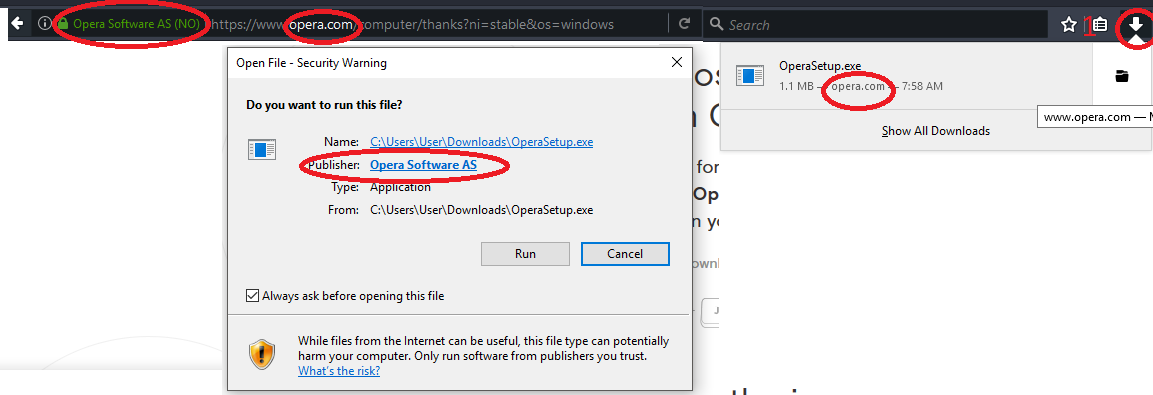 Opera Software AS (NO) https://www.opera.com computer/thanks?ni=stable&os=windows
Search
1
Open File - Security Warning
Do you want to run this file?
Name: C:\Users\User\Downloads\OperaSetup.exe
Publisher: Opera Software AS
Type: Application
From: C:\Users\User\Downloads\OperaSetup.exe
Run
Cancel
Always ask before opening this file
While files from the Internet can be useful, this file type can potentially
harm your computer. Only run software from publishers you trust.
What's the risk?
OperaSetup.exe
1.1 MB — opera.com — 7:58 AM
Show All Downloads
www.opera.com —
for
Op